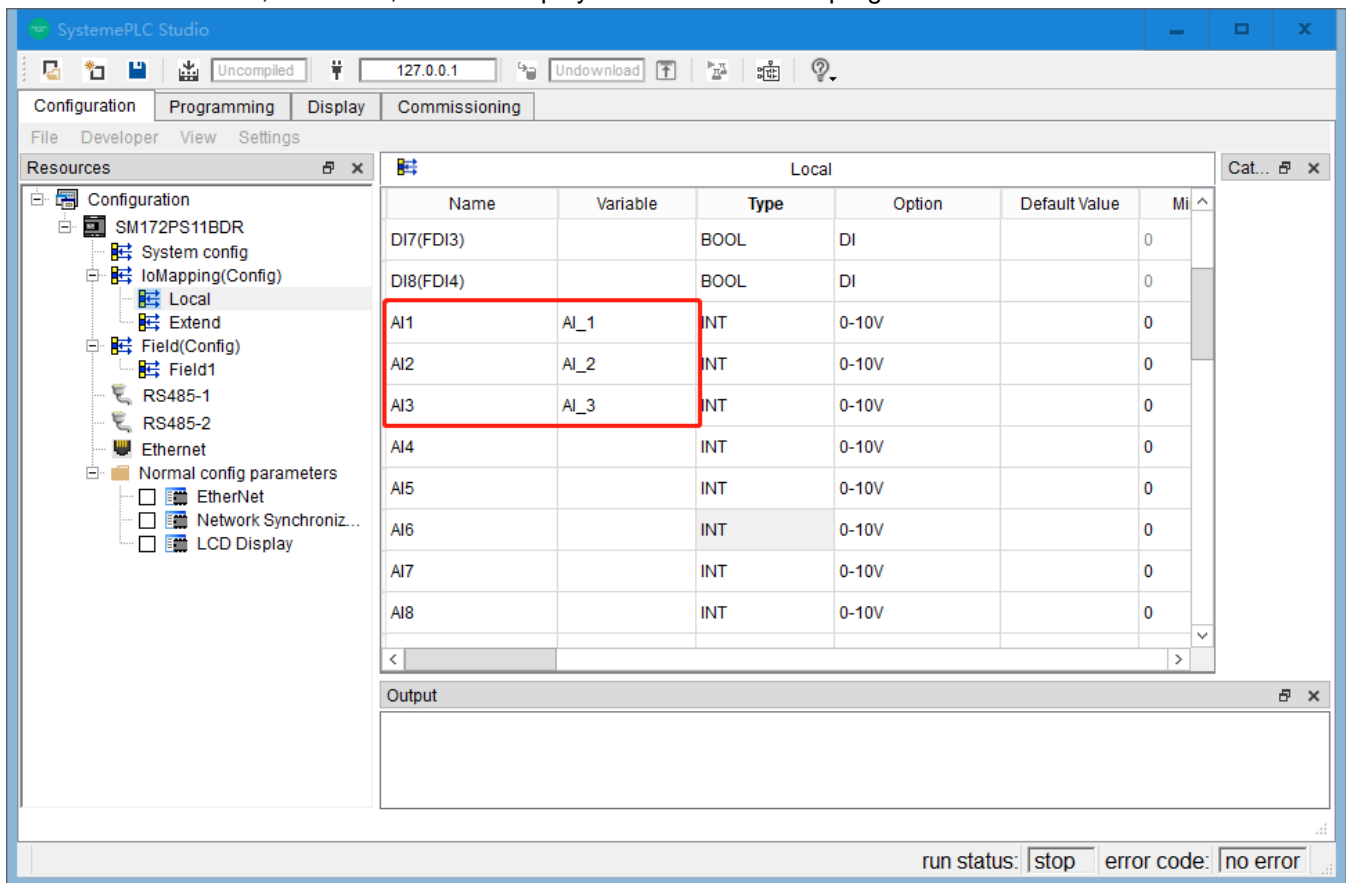 SystemePLC Studio
Uncompiled 127.0.0.1 Undownload
Configuration Programming Display Commissioning
File Developer View Settings
Resources
Local
Cat...
Configuration
SM172PS11BDR
System config
IoMapping(Config)
Local
Extend
Field(Config)
Field1
RS485-1
RS485-2
Ethernet
Normal config parameters
EtherNet
Network Synchroniz...
LCD Display
Name Variable Type Option Default Value Mi
DI7(FDI3) BOOL DI 0
DI8(FDI4) BOOL DI 0
AI1 AI_1 INT 0-10V 0
AI2 AI_2 INT 0-10V 0
AI3 AI_3 INT 0-10V 0
AI4 INT 0-10V 0
AI5 INT 0-10V 0
AI6 INT 0-10V 0
AI7 INT 0-10V 0
AI8 INT 0-10V 0
Output
run status: stop error code: no error